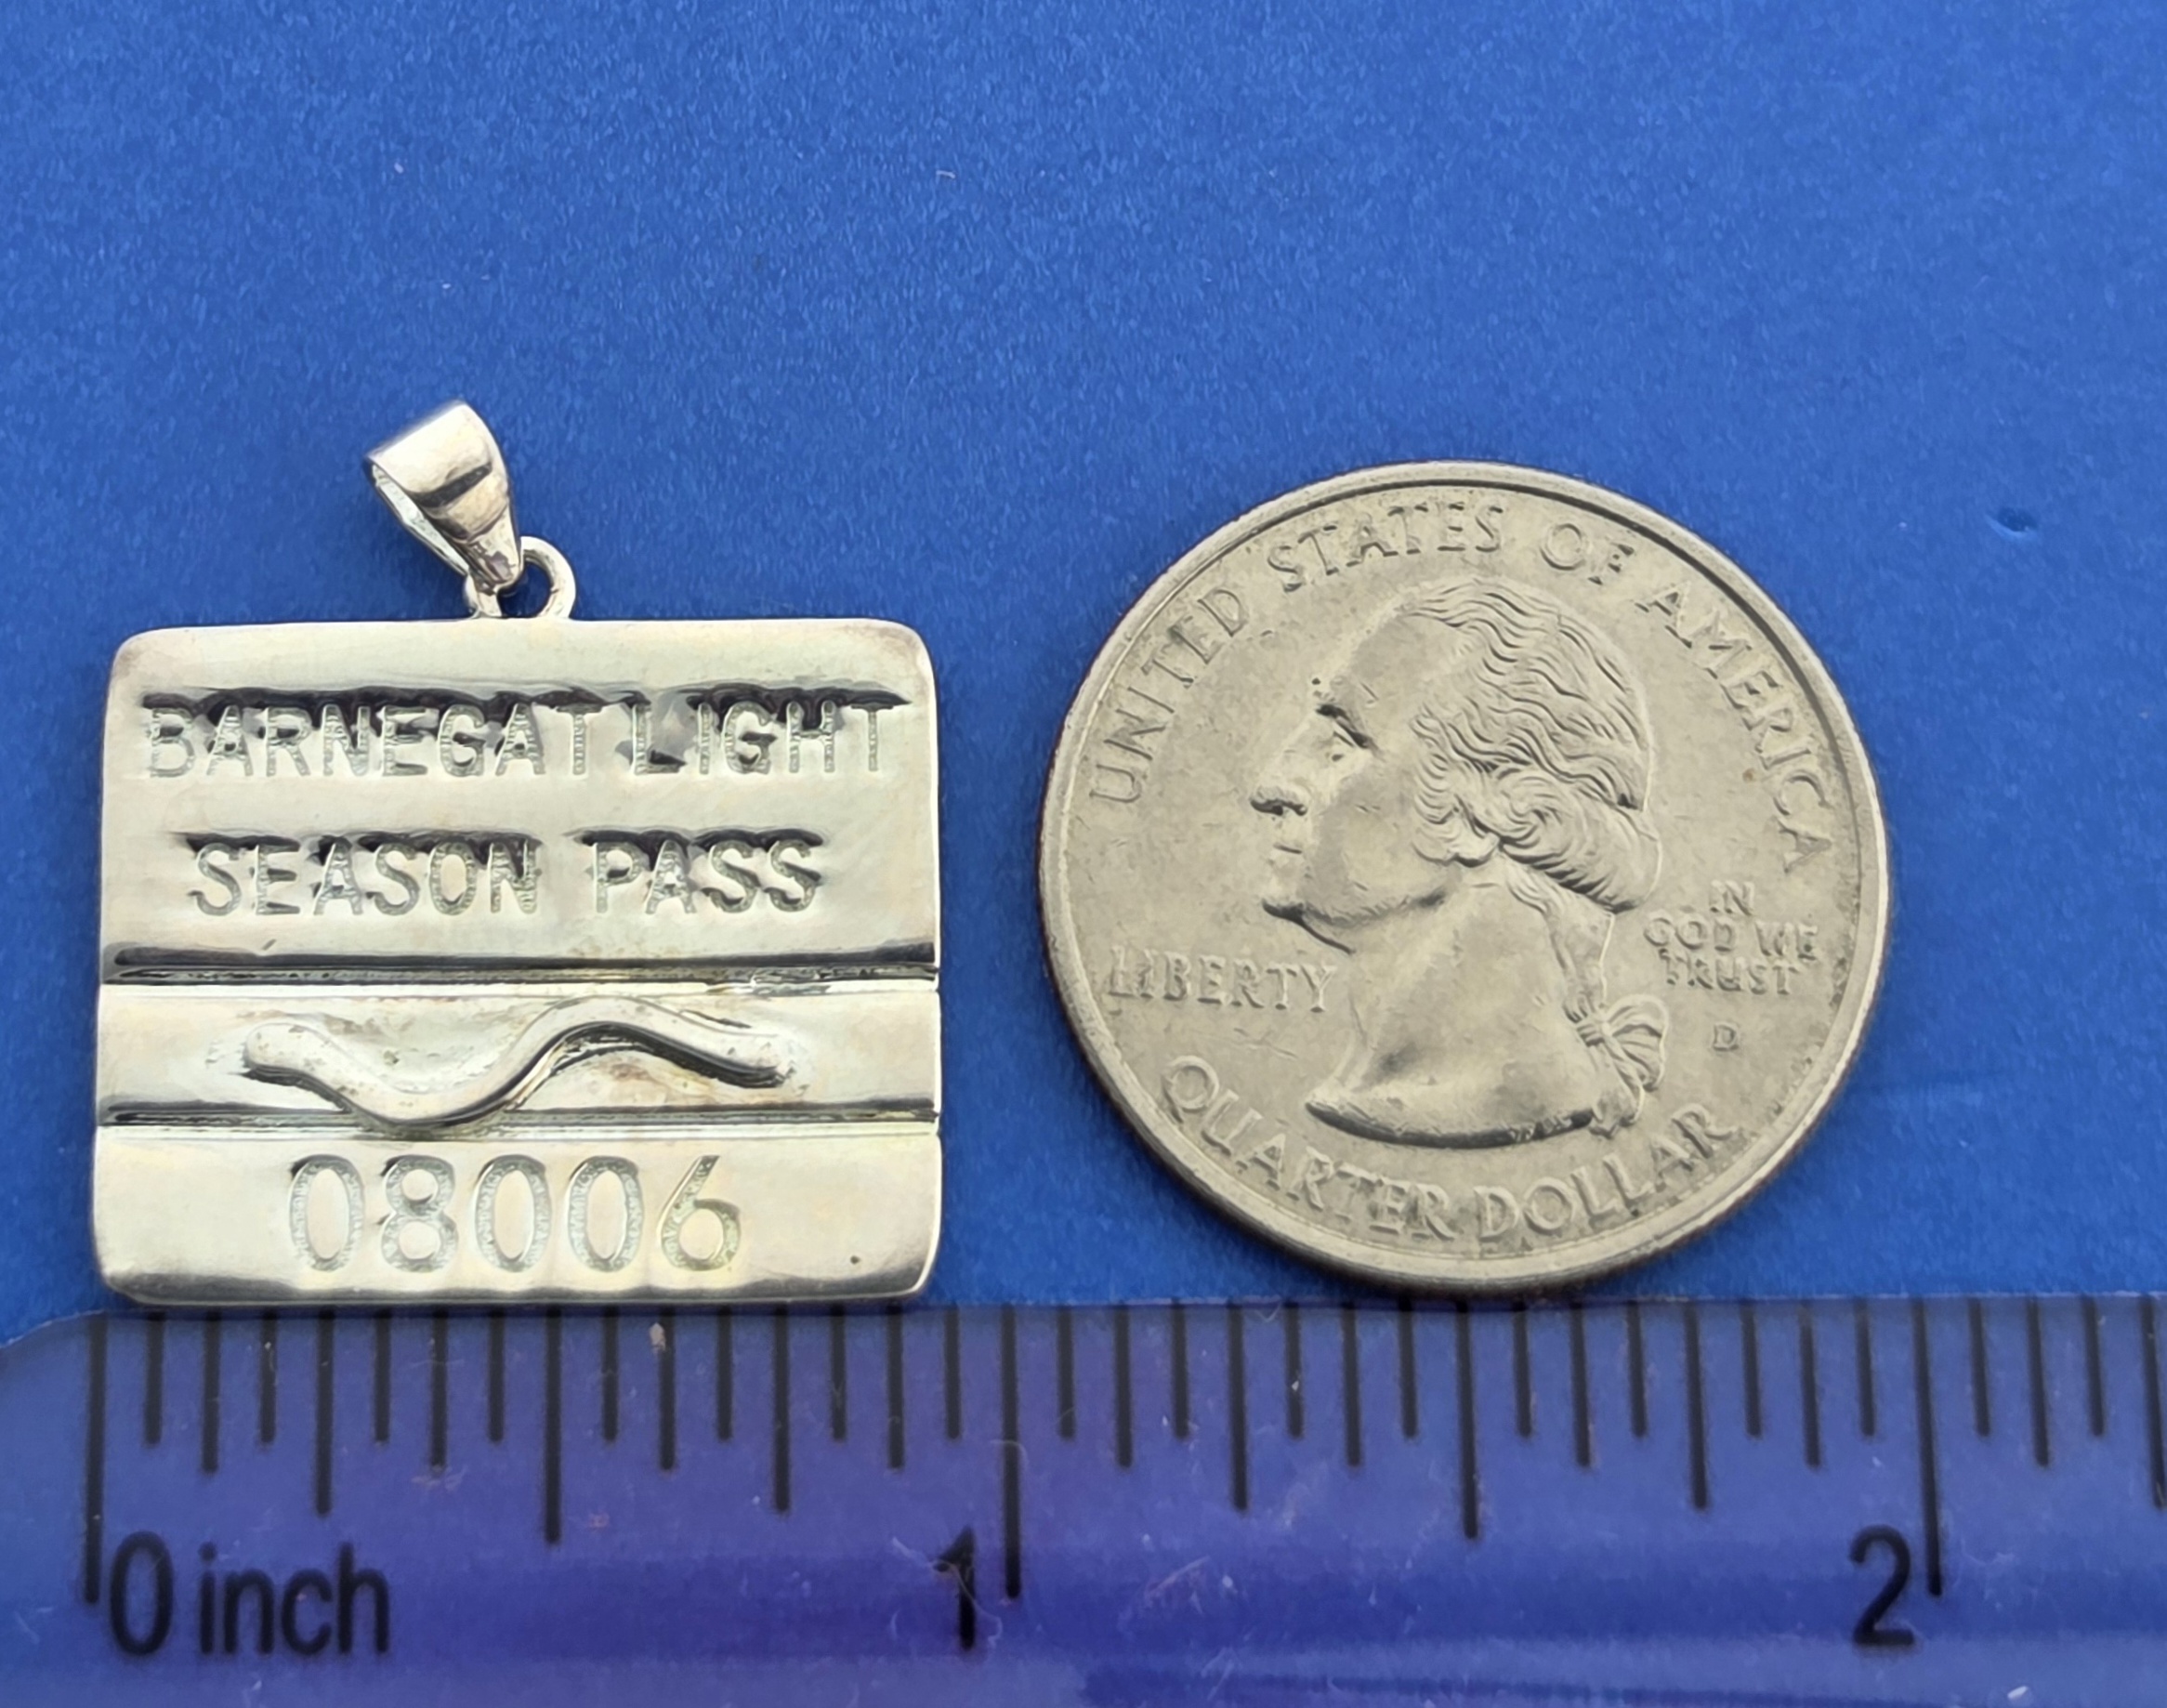 BARNEGAT LIGHT
SEASON PASS
08006
UNITED STATES OF AMERICA
LIBERTY
IN
GOD WE
TRUST
D
QUARTER DOLLAR
0 inch 1 2